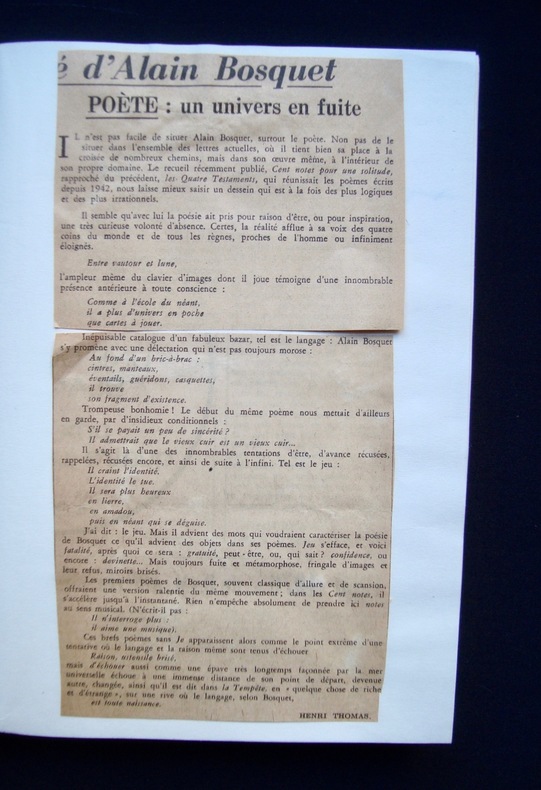 é d'Alain Bosquet
POÈTE : un univers en fuite
IL n'est pas facile de situer Alain Bosquet, surtout le poète. Non pas de le
situer dans l'ensemble des lettres actuelles, où il tient bien sa place à la
croisée de nombreux chemins, mais dans son œuvre même, à l'intérieur de
son propre domaine. Le recueil récemment publié, Cent notes pour une solitude,
rapproché du précédent, les Quatre Testaments, qui réunissait les poèmes écrits
depuis 1942, nous laisse mieux saisir un dessein qui est à la fois des plus logiques
et des plus irrationnels.
Il semble qu'avec lui la poésie ait pris pour raison d'être, ou pour inspiration,
une très curieuse volonté d'absence. Certes, la réalité afflue à sa voix des quatre
coins du monde et de tous les règnes, proches de l'homme ou infiniment
éloignés.
Entre vautour et lune,
l'ampleur même du clavier d'images dont il joue témoigne d'une innombrable
présence antérieure à toute conscience :
Comme à l'école du néant,
il a plus d'univers en poche
que cartes à jouer.
Inépuisable catalogue d'un fabuleux bazar, tel est le langage : Alain Bosquet
s'y promène avec une délectation qui n'est pas toujours morose :
Au fond d'un bric-à-brac :
cintres, manteaux,
éventails, guéridons, casquettes,
il trouve
son fragment d'existence.
Trompeuse bonhomie ! Le début du même poème nous mettait d'ailleurs
en garde, par d'insidieux conditionnels :
S'il se payait un peu de sincérité ?
Il admettrait que le vieux cuir est un vieux cuir...
Il s'agit là d'une des innombrables tentations d'être, d'avance récusées,
rappelées, récusées encore, et ainsi de suite à l'infini. Tel est le jeu :
Il craint l'identité.
L'identité le tue.
Il sera plus heureux
en lierre,
en amadou,
puis en néant qui se déguise.
J'ai dit : le jeu. Mais il advient des mots qui voudraient caractériser la poésie
de Bosquet ce qu'il advient des objets dans ses poèmes. Jeu s'efface, et voici
fatalité, après quoi ce sera : gratuité, peut-être, ou, qui sait ? confidence, ou
encore : devinette... Mais toujours fuite et métamorphose, fringale d'images et
leur refus, miroirs brisés.
Les premiers poèmes de Bosquet, souvent classique d'allure et de scansion,
offraient une version ralentie du même mouvement ; dans les Cent notes, il
s'accélère jusqu'à l'instantané. Rien n'empêche absolument de prendre ici notes
au sens musical. (N'écrit-il pas :
Il n'interroge plus :
il aime une musique).
Ces brefs poèmes sans Je apparaissent alors comme le point extrême d'une
tentative où le langage et la raison même sont tenus d'échouer
Raison, ustensile brisé,
mais d'échouer aussi comme une épave très longtemps façonnée par la mer
universelle échoue à une immense distance de son point de départ, devenue
autre, changée, ainsi qu'il est dit dans la Tempête, en « quelque chose de riche
et d'étrange », sur une rive où le langage, selon Bosquet,
est toute naissance.
HENRI THOMAS.